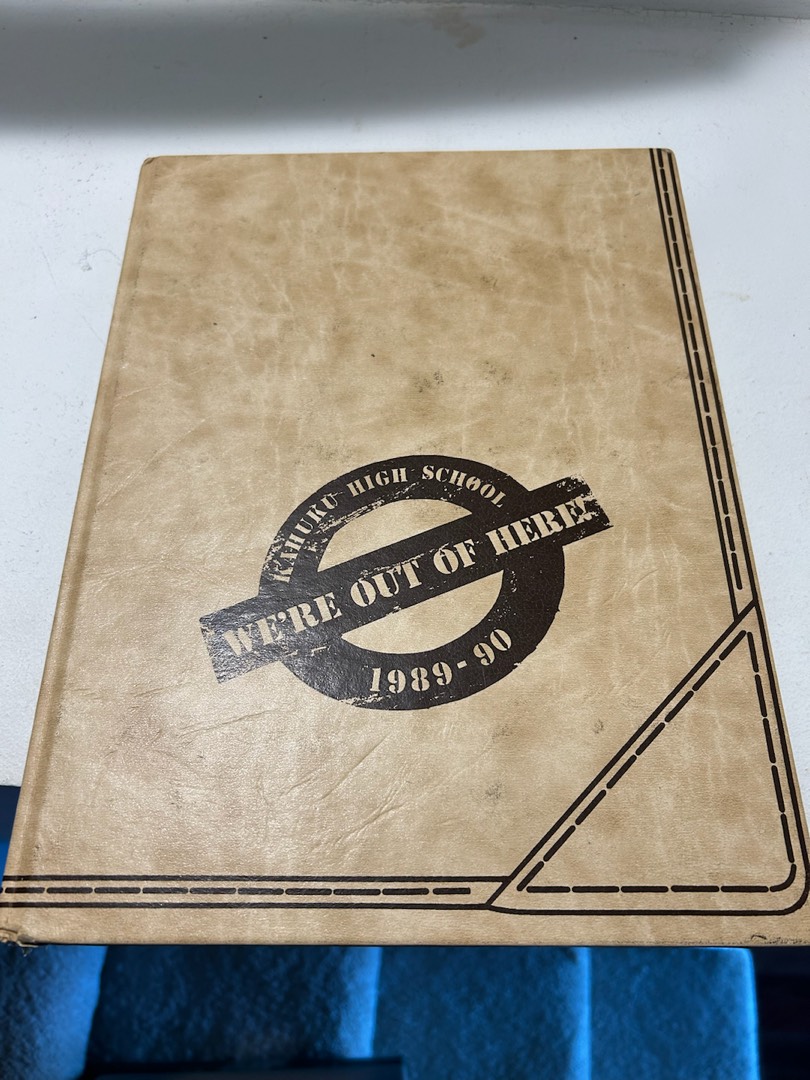 KAHUKU HIGH SCHOOL
WE'RE OUT OF HERE!
1989-90